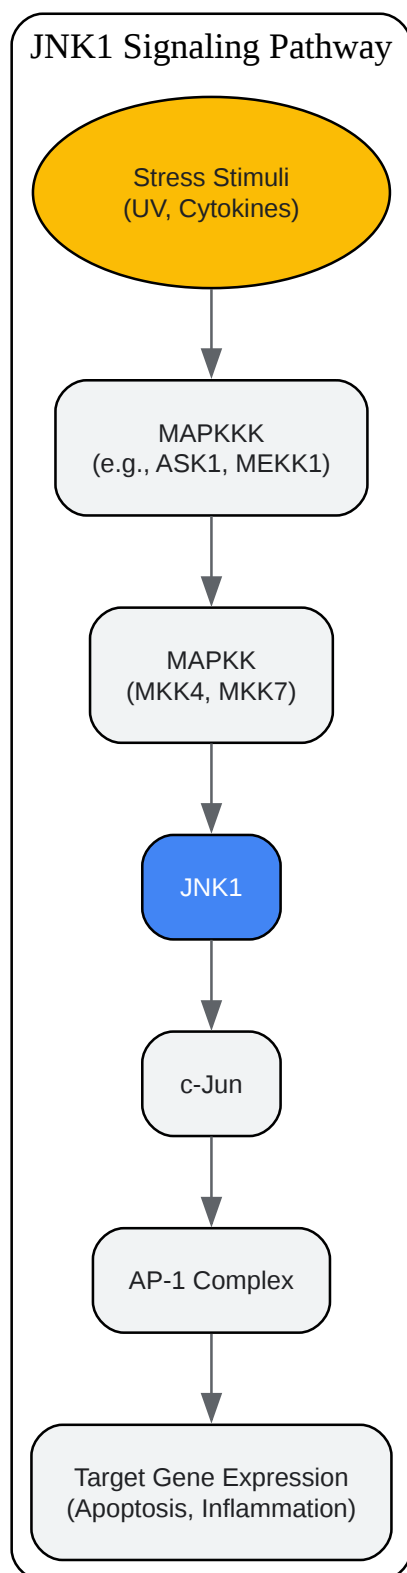 JNK1 Signaling Pathway
Stress Stimuli
(UV, Cytokines)
MAPKKK
(e.g., ASK1, MEKK1)
MAPKK
(MKK4, MKK7)
JNK1
c-Jun
AP-1 Complex
Target Gene Expression
(Apoptosis, Inflammation)